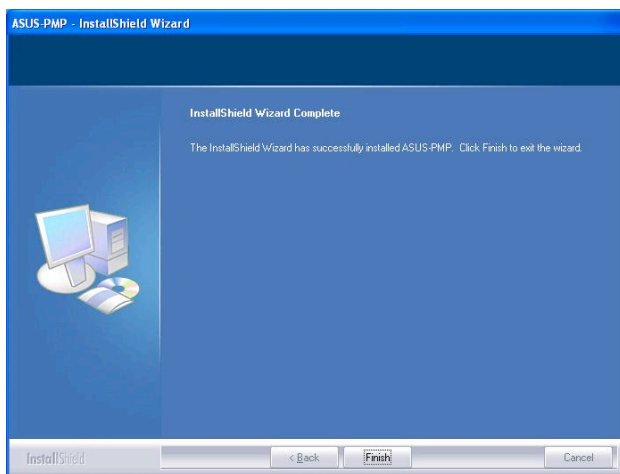 ASUS-PMP - InstallShield Wizard
InstallShield Wizard Complete
The InstallShield Wizard has successfully installed ASUS-PMP. Click Finish to exit the wizard.
InstallShield
< Back Finish Cancel